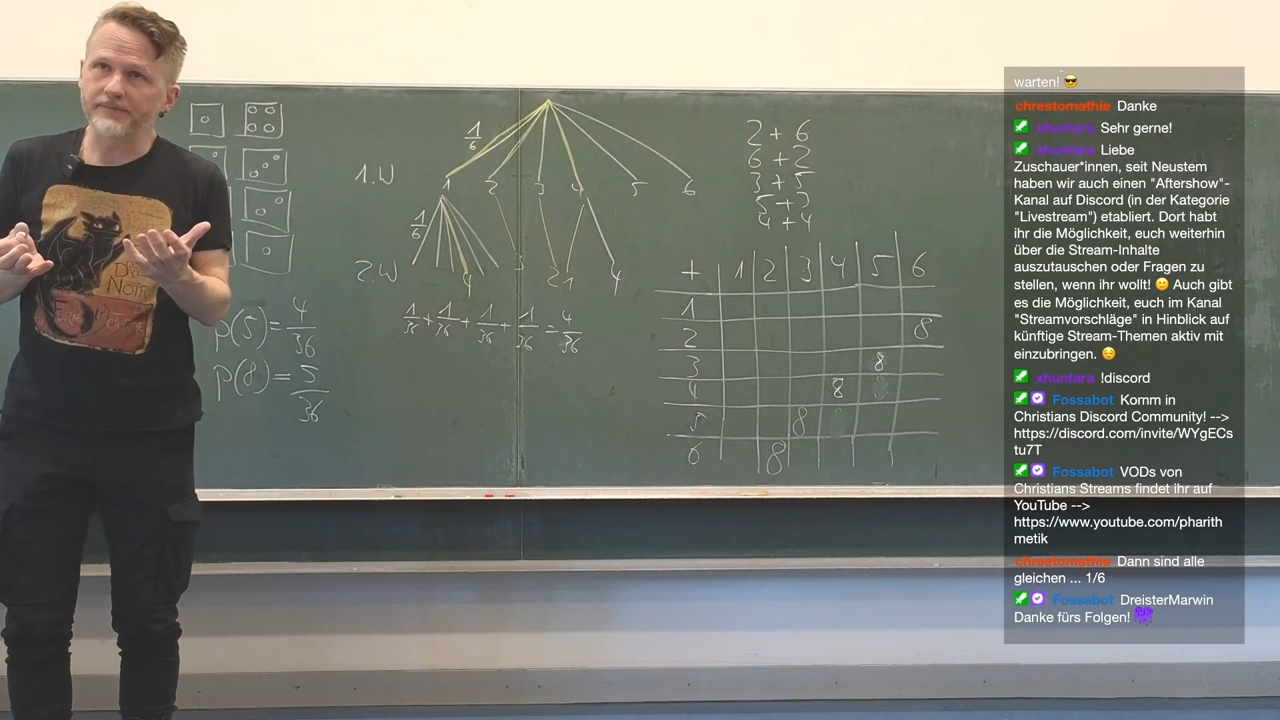 1/6
1.W
1 2 3 4 5 6
1/6
2.W
4 3 21 4
1/36 + 1/36 + 1/36 + 1/36 = 4/36
p(5) = 4/36
p(8) = 5/36
2 + 6
6 + 2
3 + 5
5 + 3
4 + 4
+ 1 2 3 4 5 6
1
2 8
3 8
4 8
5 8
6 8
NOIR
warten! 😎
chrestomathie Danke
xhuntara Sehr gerne!
xhuntara Liebe
Zuschauer*innen, seit Neustem
haben wir auch einen "Aftershow"-
Kanal auf Discord (in der Kategorie
"Livestream") etabliert. Dort habt
ihr die Möglichkeit, euch weiterhin
über die Stream-Inhalte
auszutauschen oder Fragen zu
stellen, wenn ihr wollt! 🙂 Auch gibt
es die Möglichkeit, euch im Kanal
"Streamvorschläge" in Hinblick auf
künftige Stream-Themen aktiv mit
einzubringen. ☺️
xhuntara !discord
Fossabot Komm in
Christians Discord Community! -->
https://discord.com/invite/WYgECs
tu7T
Fossabot VODs von
Christians Streams findet ihr auf
YouTube -->
https://www.youtube.com/pharith
metik
chrestomathie Dann sind alle
gleichen ... 1/6
Fossabot DreisterMarwin
Danke fürs Folgen!